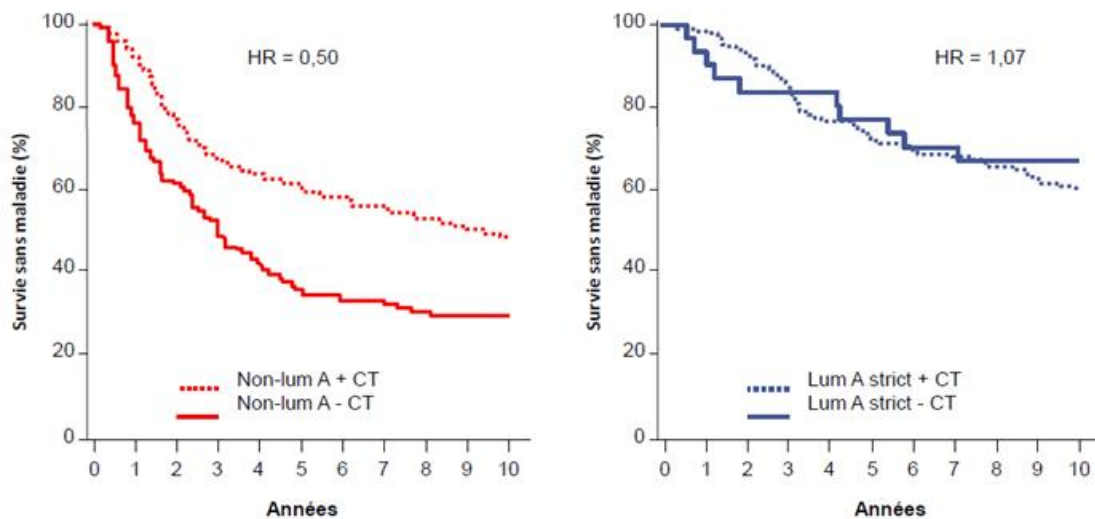 100
80
60
40
20
0
Survie sans maladie (%)
HR = 0,50
Non-lum A + CT
Non-lum A - CT
0 1 2 3 4 5 6 7 8 9 10
Années
100
80
60
40
20
0
Survie sans maladie (%)
HR = 1,07
Lum A strict + CT
Lum A strict - CT
0 1 2 3 4 5 6 7 8 9 10
Années